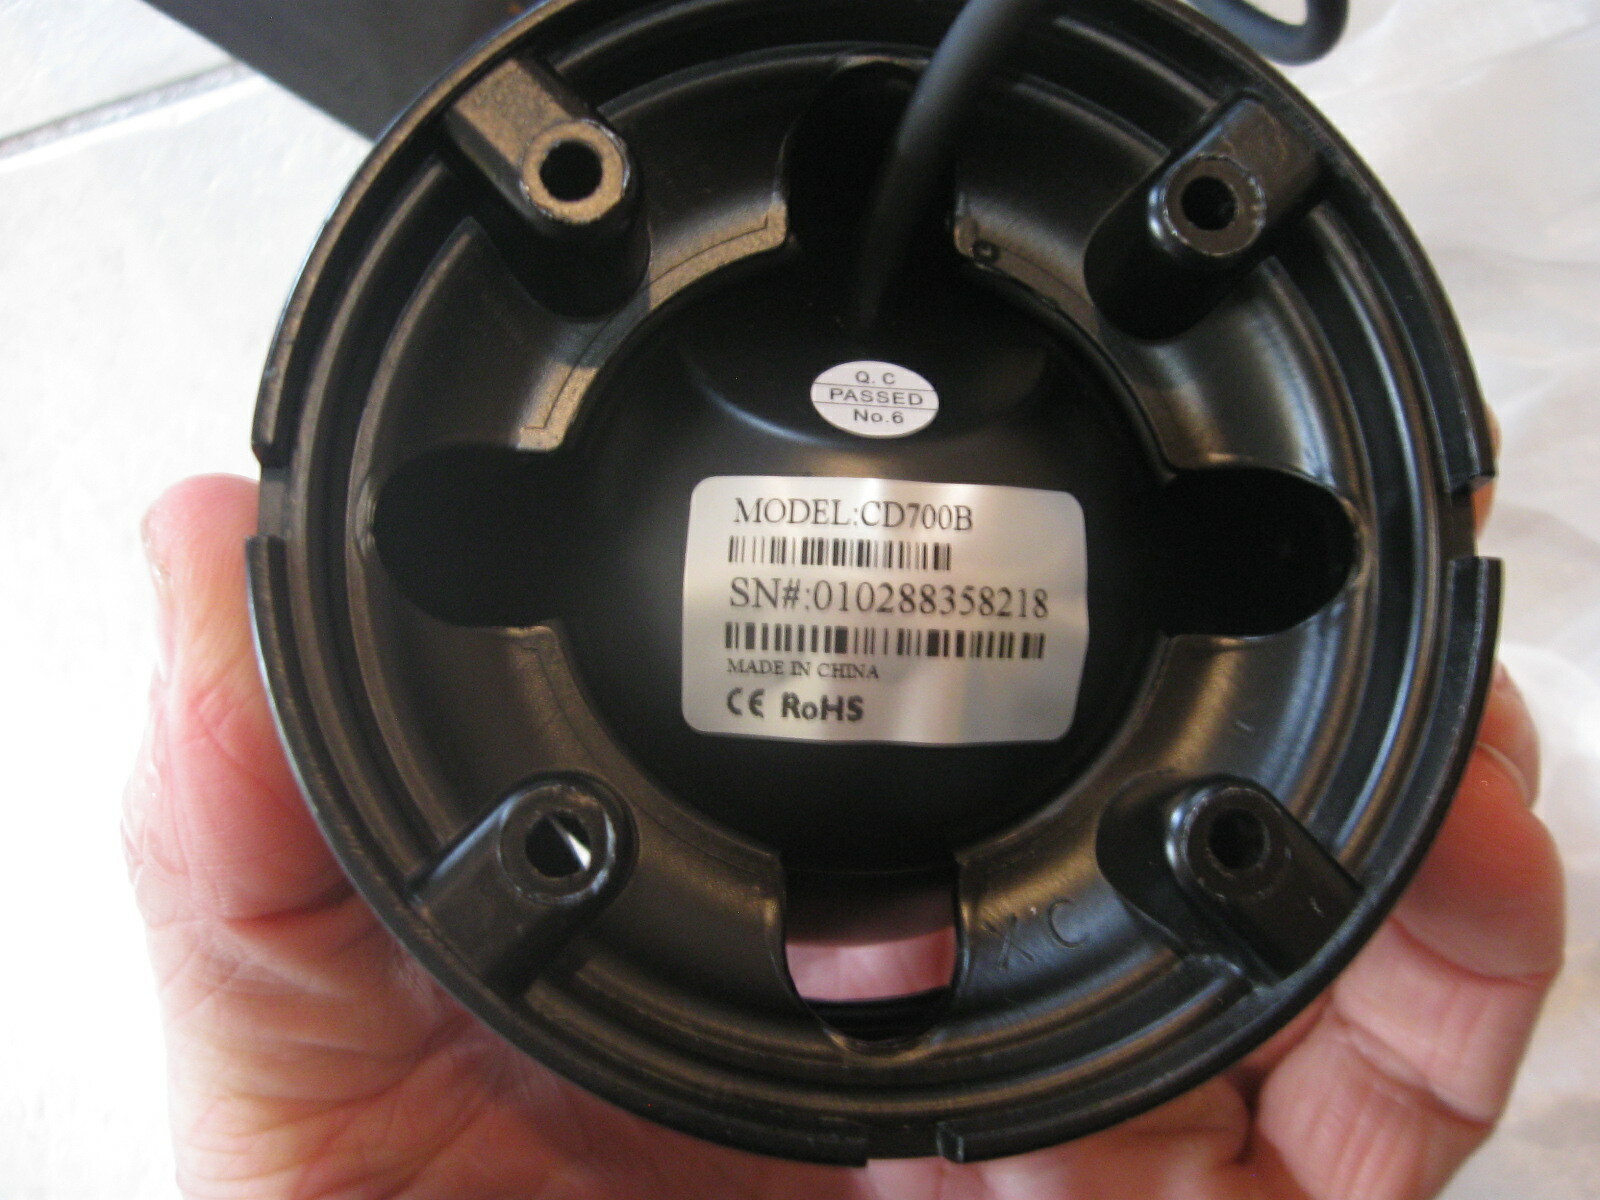 Q.C
PASSED
No.6
MODEL:CD700B
SN#:010288358218
MADE IN CHINA
CE RoHS
X'C